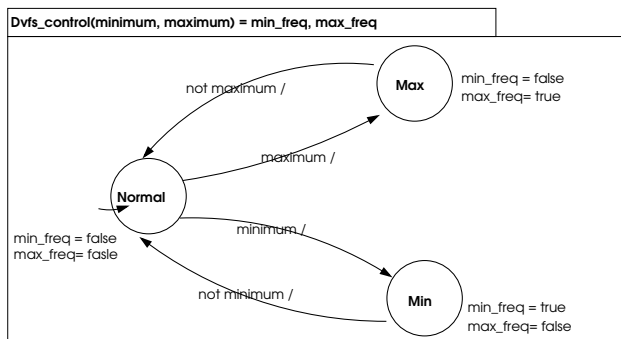 Dvfs_control(minimum, maximum) = min_freq, max_freq
not maximum /
Max
min_freq = false
max_freq= true
maximum /
Normal
min_freq = false
max_freq= fasle
minimum /
not minimum /
Min
min_freq = true
max_freq= false